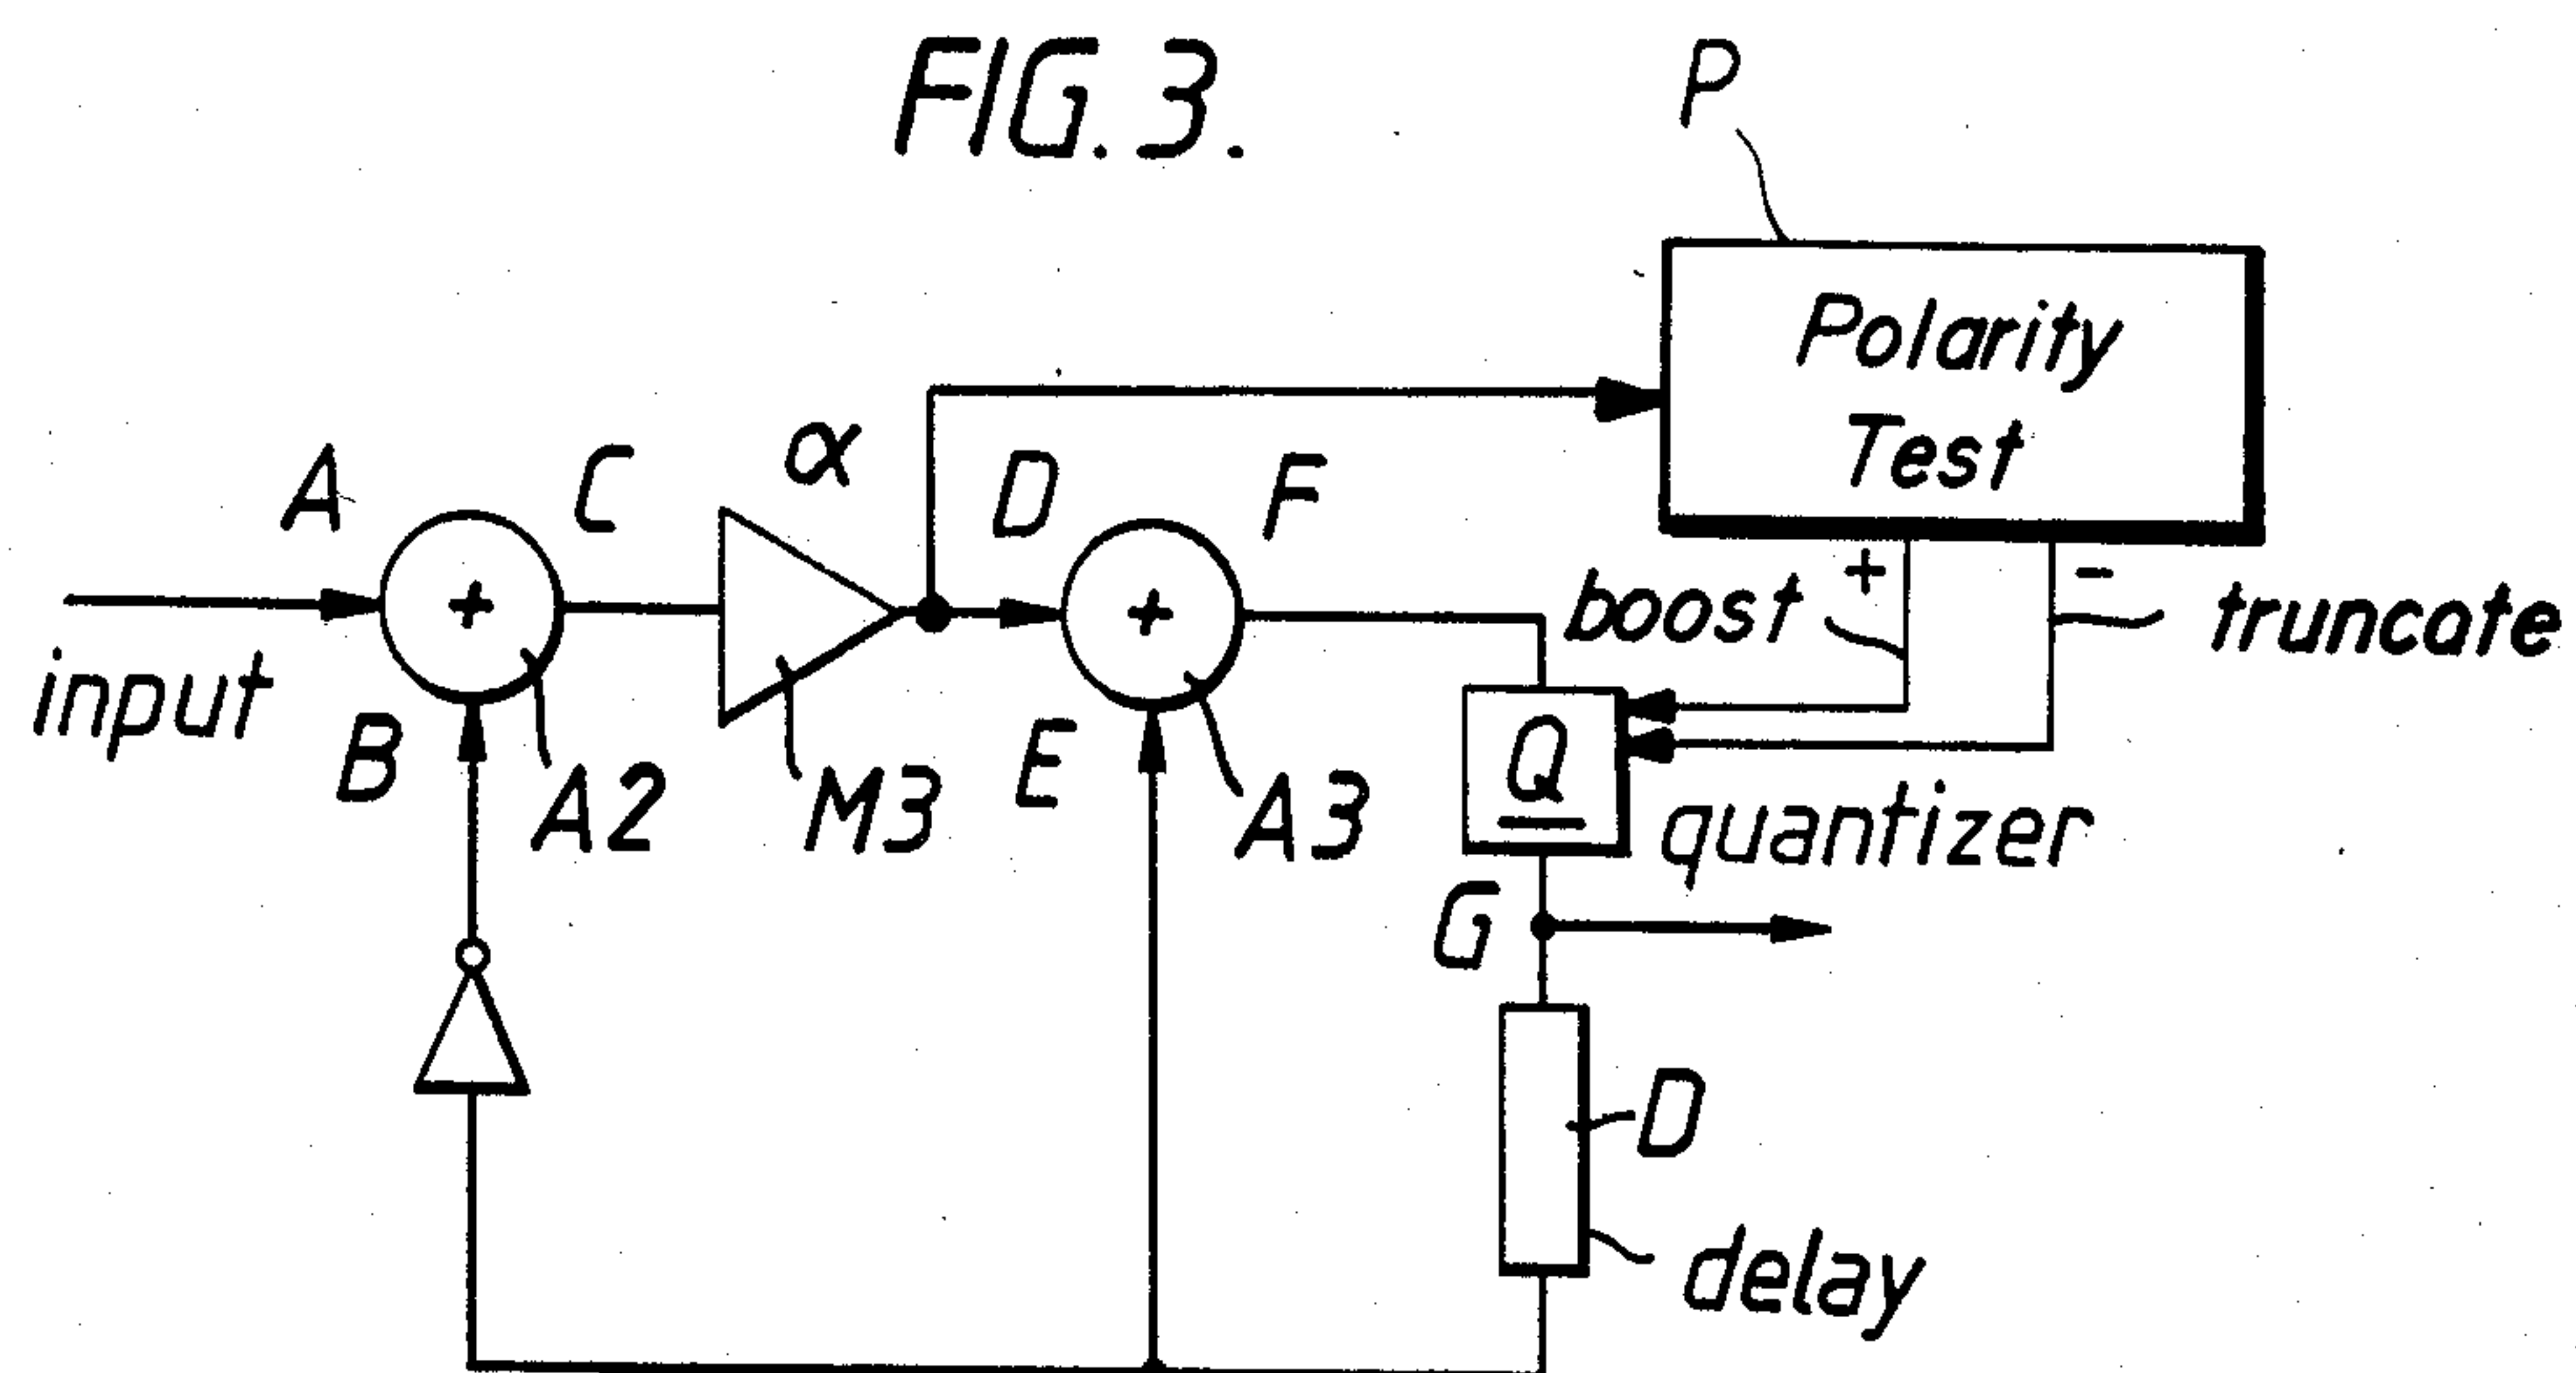 FIG. 3.
P
Polarity
Test
α
A
C
D
F
+
+
+
boost
-
truncate
input
B
A2
M3
E
A3
Q
quantizer
G
D
delay